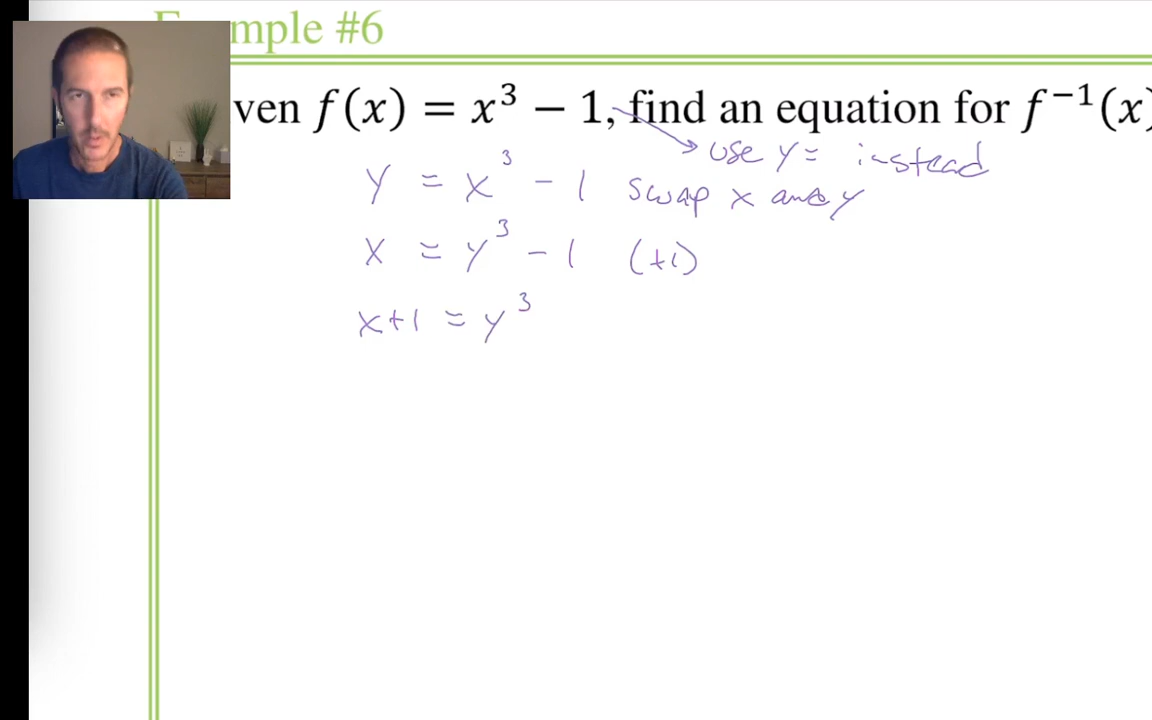 mple #6
ven f(x) = x³ − 1, find an equation for f⁻¹(x)
use y= instead
y = x³ - 1 swap x and y
x = y³ - 1 (+1)
x+1 = y³